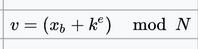 v = (x_b + k^e) mod N